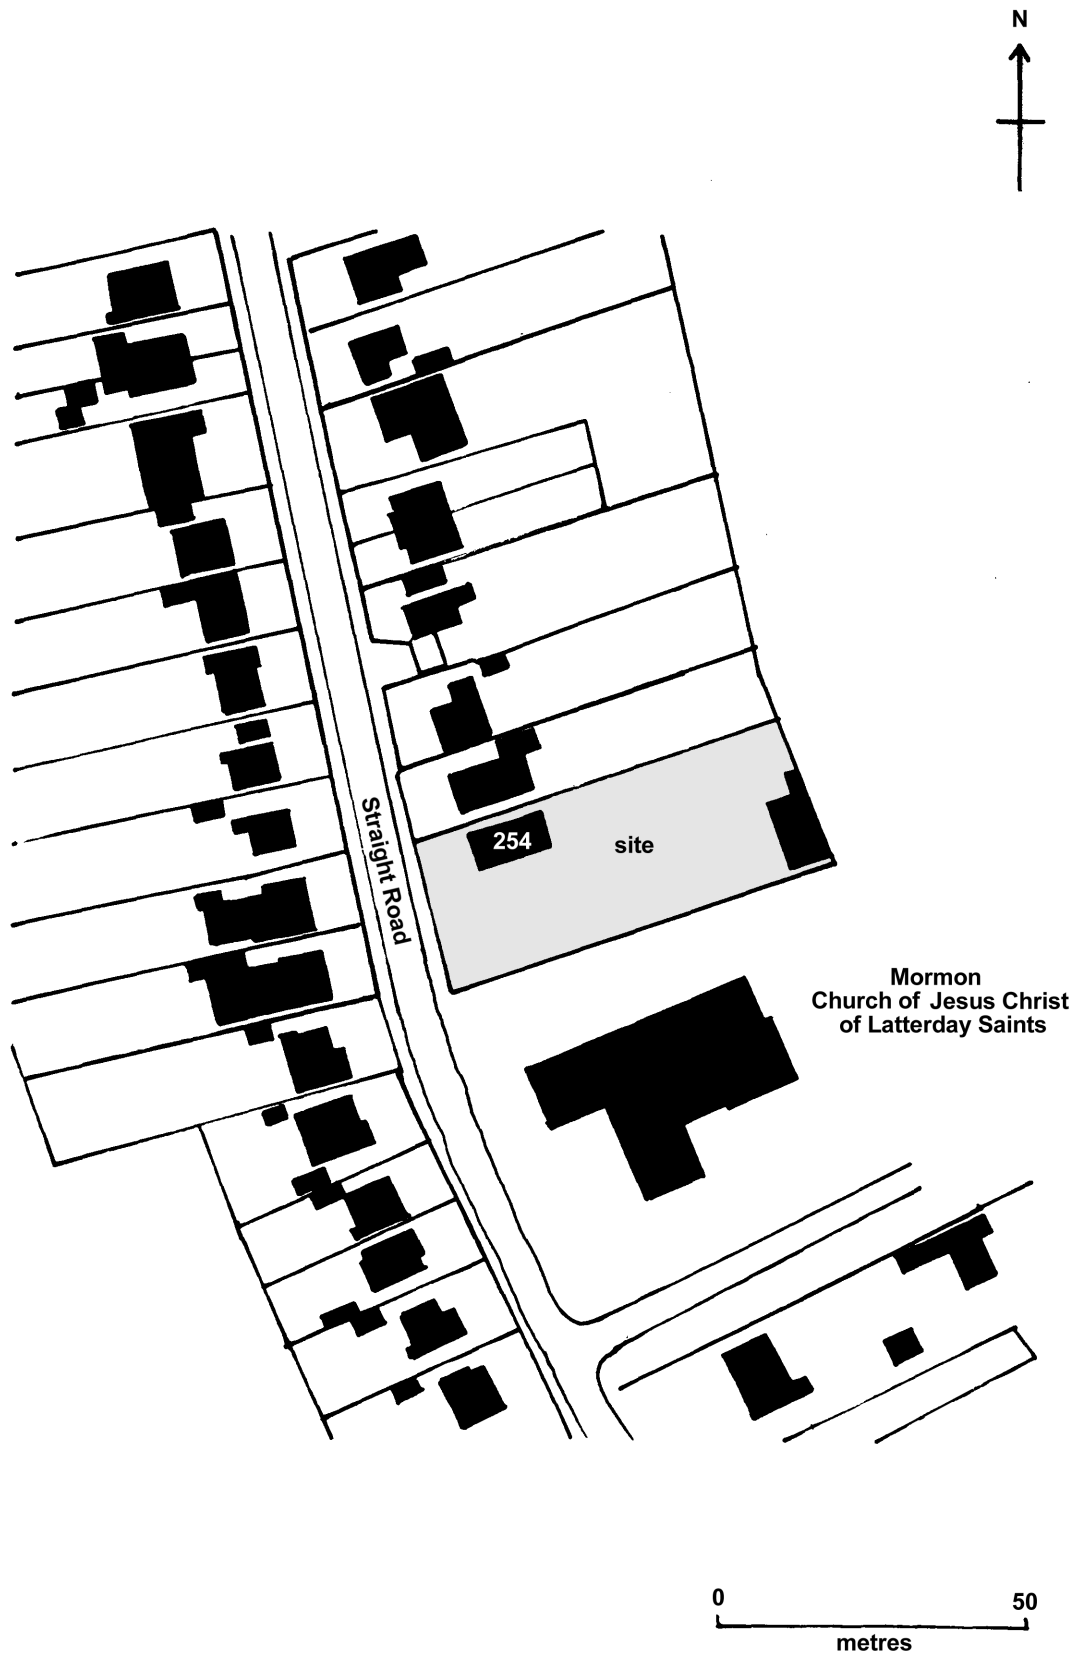 N
Straight Road
254
site
Mormon
Church of Jesus Christ
of Latterday Saints
0
50
metres